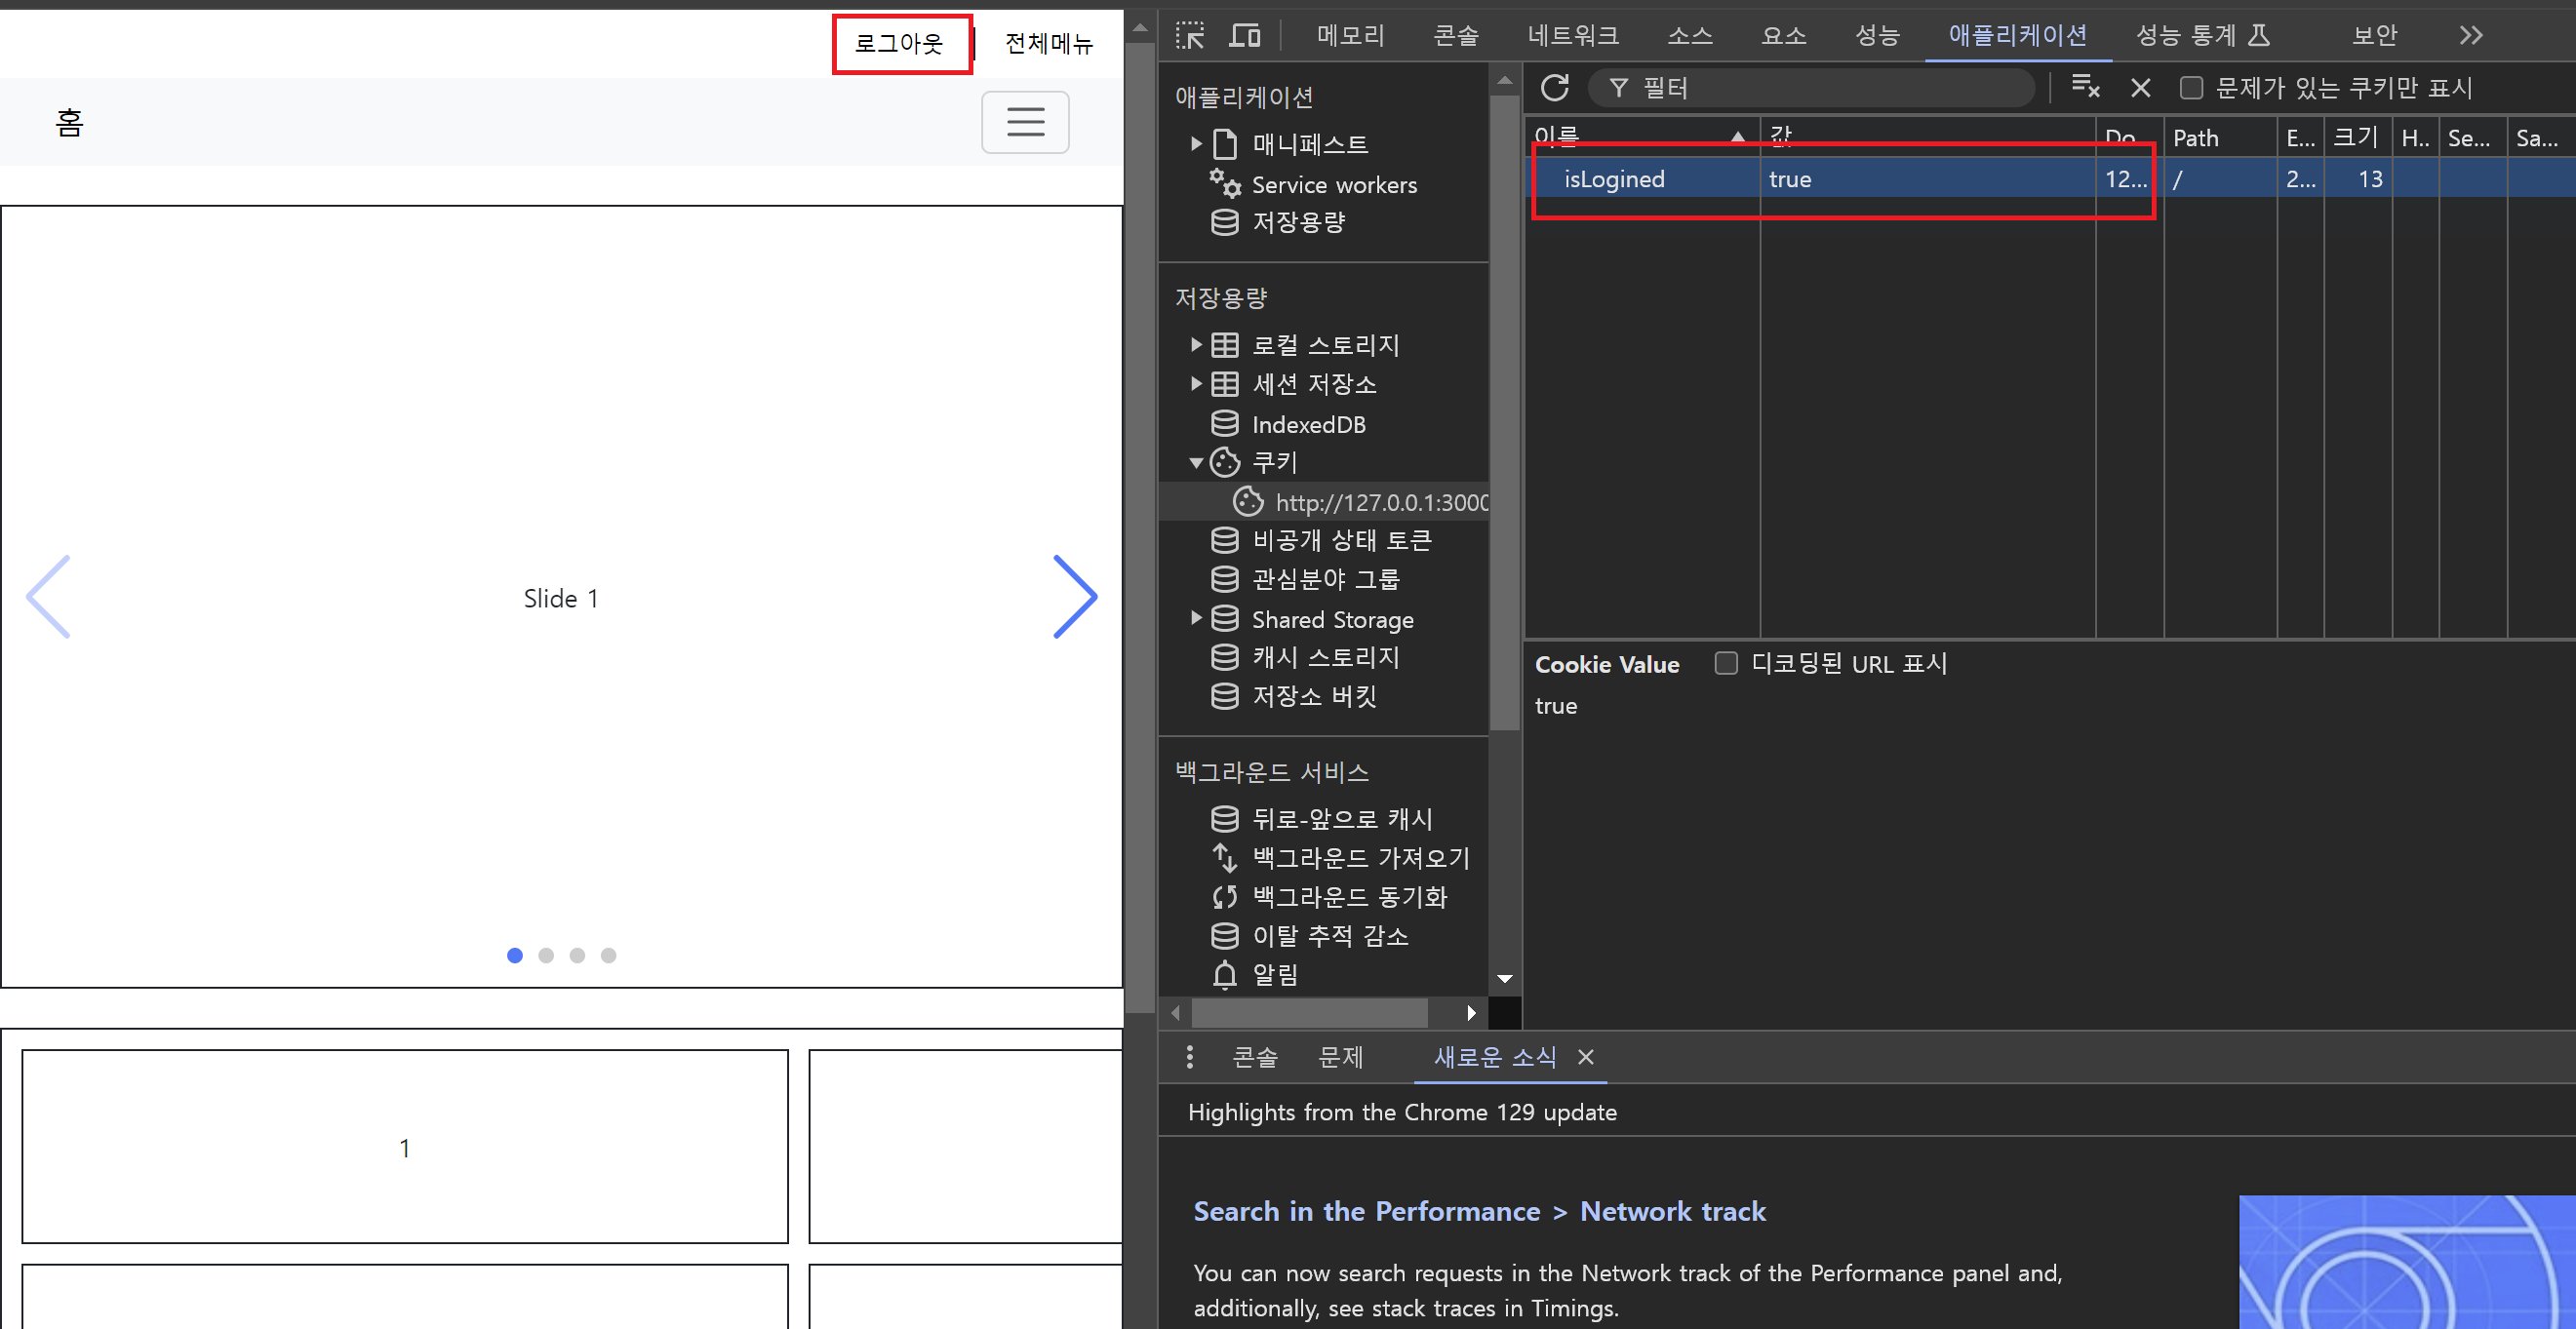 로그아웃
전체메뉴
홈
Slide 1
1
메모리 콘솔 네트워크 소스 요소 성능 애플리케이션 성능 통계 보안
애플리케이션
매니페스트
Service workers
저장용량
저장용량
로컬 스토리지
세션 저장소
IndexedDB
쿠키
http://127.0.0.1:3000
비공개 상태 토큰
관심분야 그룹
Shared Storage
캐시 스토리지
저장소 버킷
백그라운드 서비스
뒤로-앞으로 캐시
백그라운드 가져오기
백그라운드 동기화
이탈 추적 감소
알림
필터 문제가 있는 쿠키만 표시
이름 값 Do... Path E... 크기 H.. Se... Sa...
isLogined true 12... / 2... 13
Cookie Value 디코딩된 URL 표시
true
콘솔 문제 새로운 소식
Highlights from the Chrome 129 update
Search in the Performance > Network track
You can now search requests in the Network track of the Performance panel and,
additionally, see stack traces in Timings.